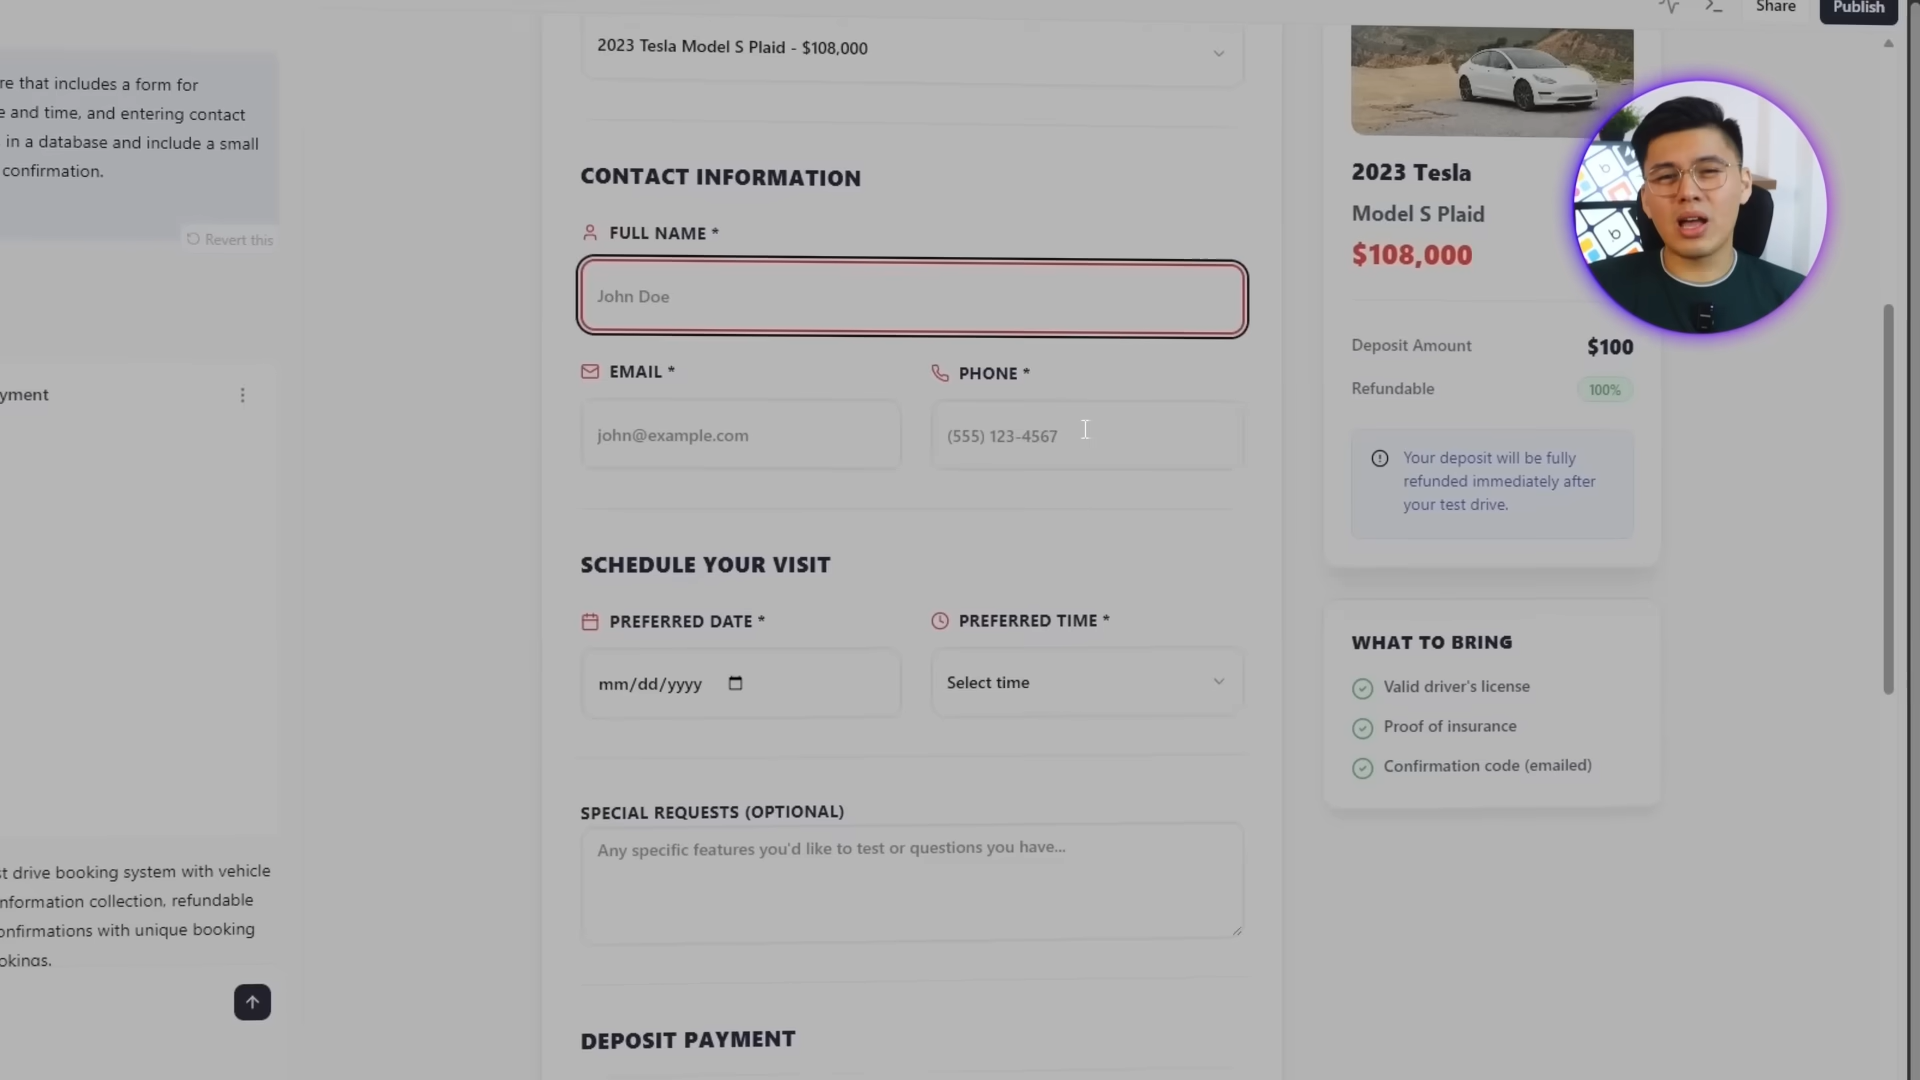 Share
Publish
re that includes a form for
e and time, and entering contact
in a database and include a small
confirmation.
Revert this
yment
st drive booking system with vehicle
nformation collection, refundable
onfirmations with unique booking
okings.
2023 Tesla Model S Plaid - $108,000
CONTACT INFORMATION
FULL NAME *
John Doe
EMAIL *
PHONE *
john@example.com
(555) 123-4567
SCHEDULE YOUR VISIT
PREFERRED DATE *
PREFERRED TIME *
mm/dd/yyyy
Select time
SPECIAL REQUESTS (OPTIONAL)
Any specific features you'd like to test or questions you have...
DEPOSIT PAYMENT
2023 Tesla
Model S Plaid
$108,000
Deposit Amount
$100
Refundable
100%
Your deposit will be fully
refunded immediately after
your test drive.
WHAT TO BRING
Valid driver's license
Proof of insurance
Confirmation code (emailed)